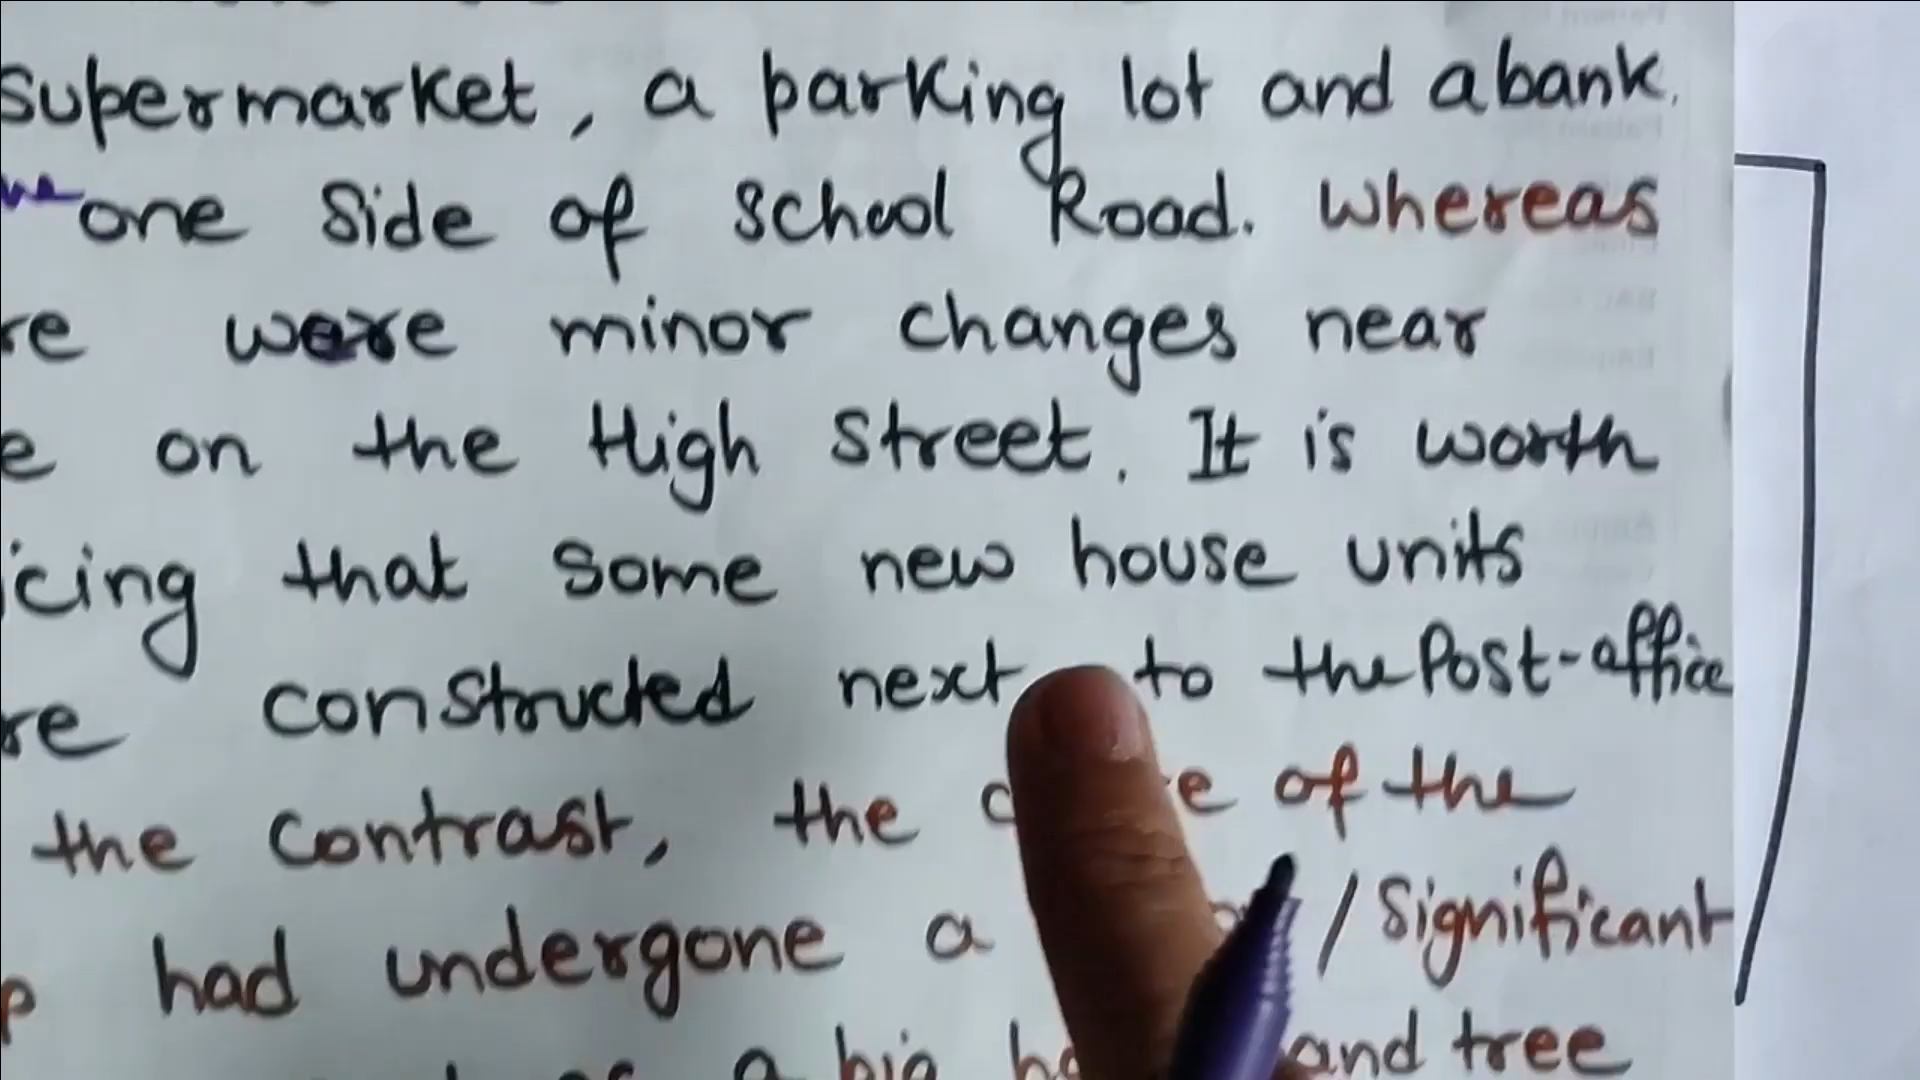 Supermarket, a parking lot and a bank.
one side of School Road. Whereas
re were minor changes near
e on the High Street. It is worth
icing that some new house units
re constructed next to the Post-office
the contrast, the of the
p had undergone a / Significant
a big and tree